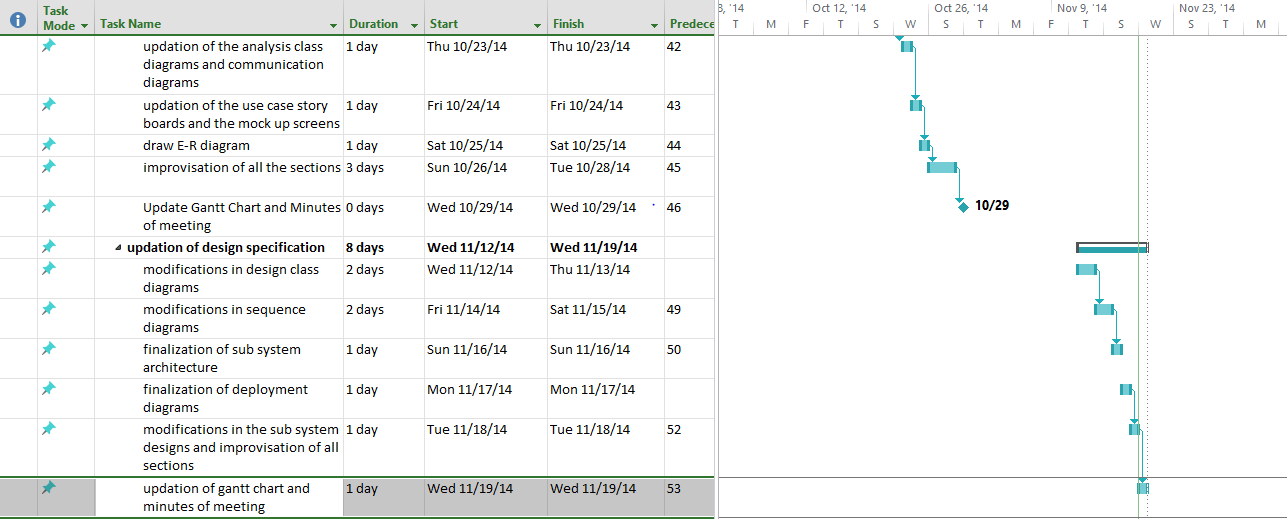 Task Mode Task Name Duration Start Finish Predece
3, '14 Oct 12, '14 Oct 26, '14 Nov 9, '14 Nov 23, '14
T M F T S W S T M F T S W S T M
updation of the analysis class 1 day Thu 10/23/14 Thu 10/23/14 42
diagrams and communication
diagrams
updation of the use case story 1 day Fri 10/24/14 Fri 10/24/14 43
boards and the mock up screens
draw E-R diagram 1 day Sat 10/25/14 Sat 10/25/14 44
improvisation of all the sections 3 days Sun 10/26/14 Tue 10/28/14 45
Update Gantt Chart and Minutes 0 days Wed 10/29/14 Wed 10/29/14 46 10/29
of meeting
updation of design specification 8 days Wed 11/12/14 Wed 11/19/14
modifications in design class 2 days Wed 11/12/14 Thu 11/13/14
diagrams
modifications in sequence 2 days Fri 11/14/14 Sat 11/15/14 49
diagrams
finalization of sub system 1 day Sun 11/16/14 Sun 11/16/14 50
architecture
finalization of deployment 1 day Mon 11/17/14 Mon 11/17/14
diagrams
modifications in the sub system 1 day Tue 11/18/14 Tue 11/18/14 52
designs and improvisation of all
sections
updation of gantt chart and 1 day Wed 11/19/14 Wed 11/19/14 53
minutes of meeting